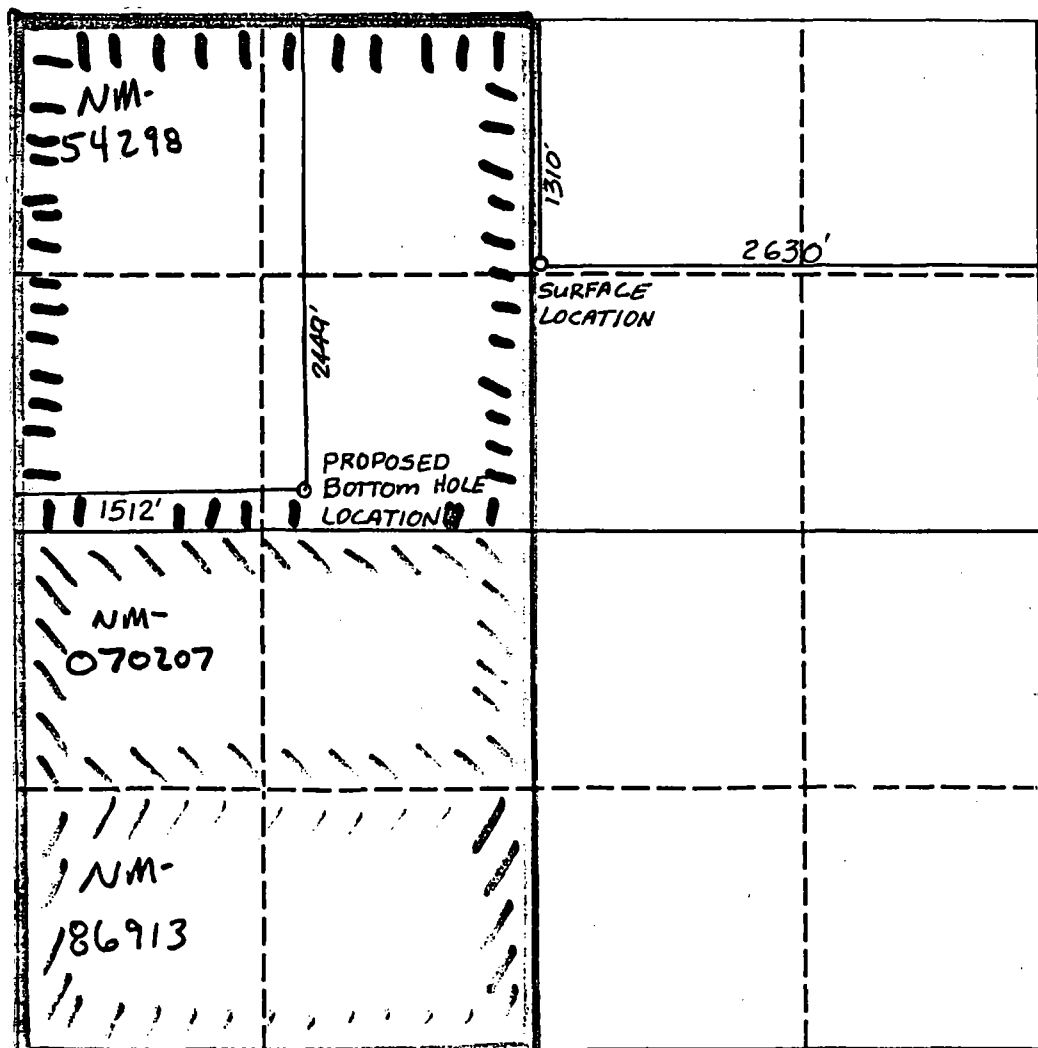 NM-
54298
1310'
2630'
SURFACE
LOCATION
2449'
PROPOSED
BOTTOM HOLE
LOCATION
1512'
NM-
070207
NM-
86913